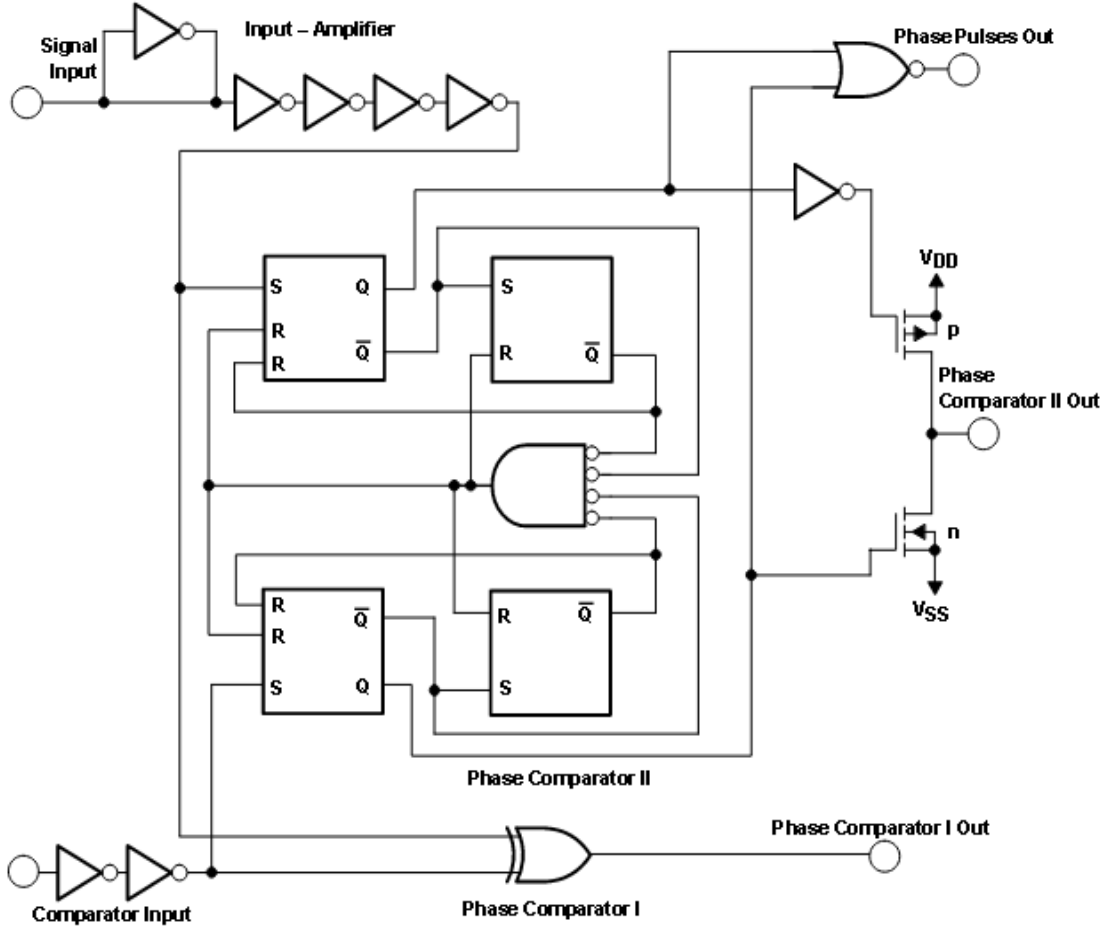 Input – Amplifier
Signal
Input
Phase Pulses Out
S
Q
R
R
Q̅
S
R
Q̅
VDD
p
Phase
Comparator II Out
n
VSS
R
R
Q̅
S
Q
R
Q̅
S
Phase Comparator II
Phase Comparator I Out
Comparator Input
Phase Comparator I